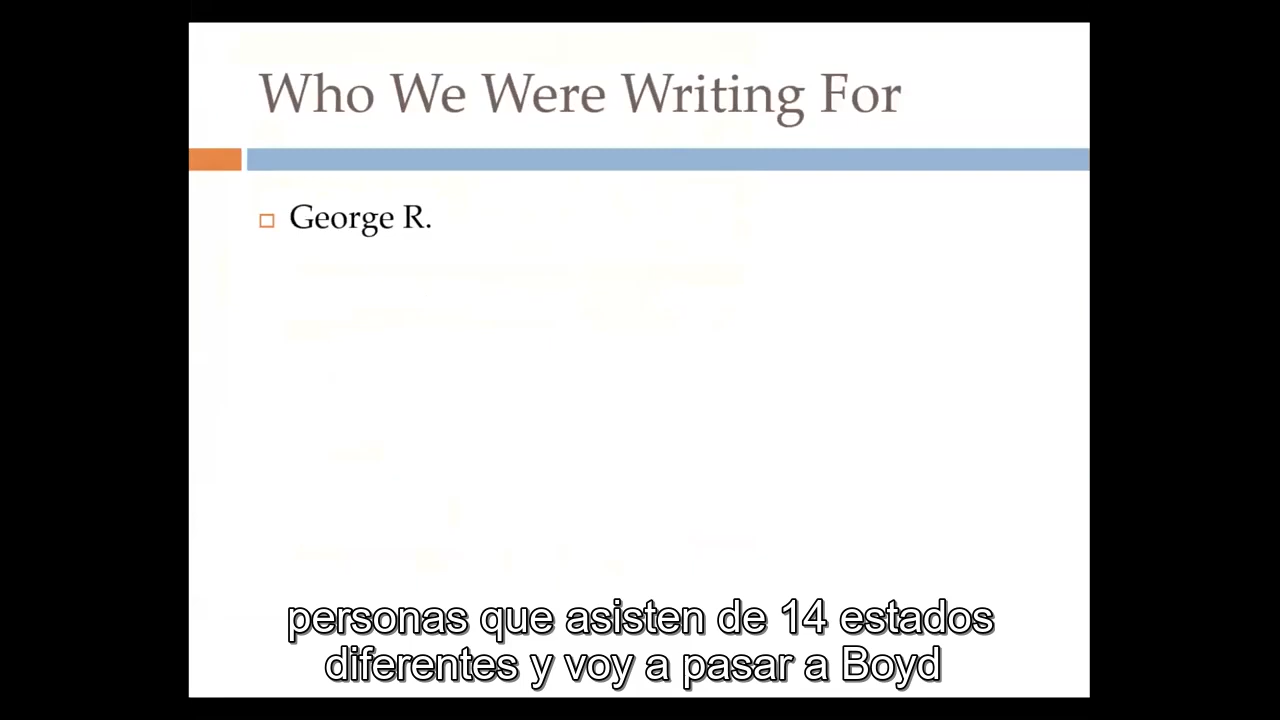 Who We Were Writing For
George R.
personas que asisten de 14 estados
diferentes y voy a pasar a Boyd